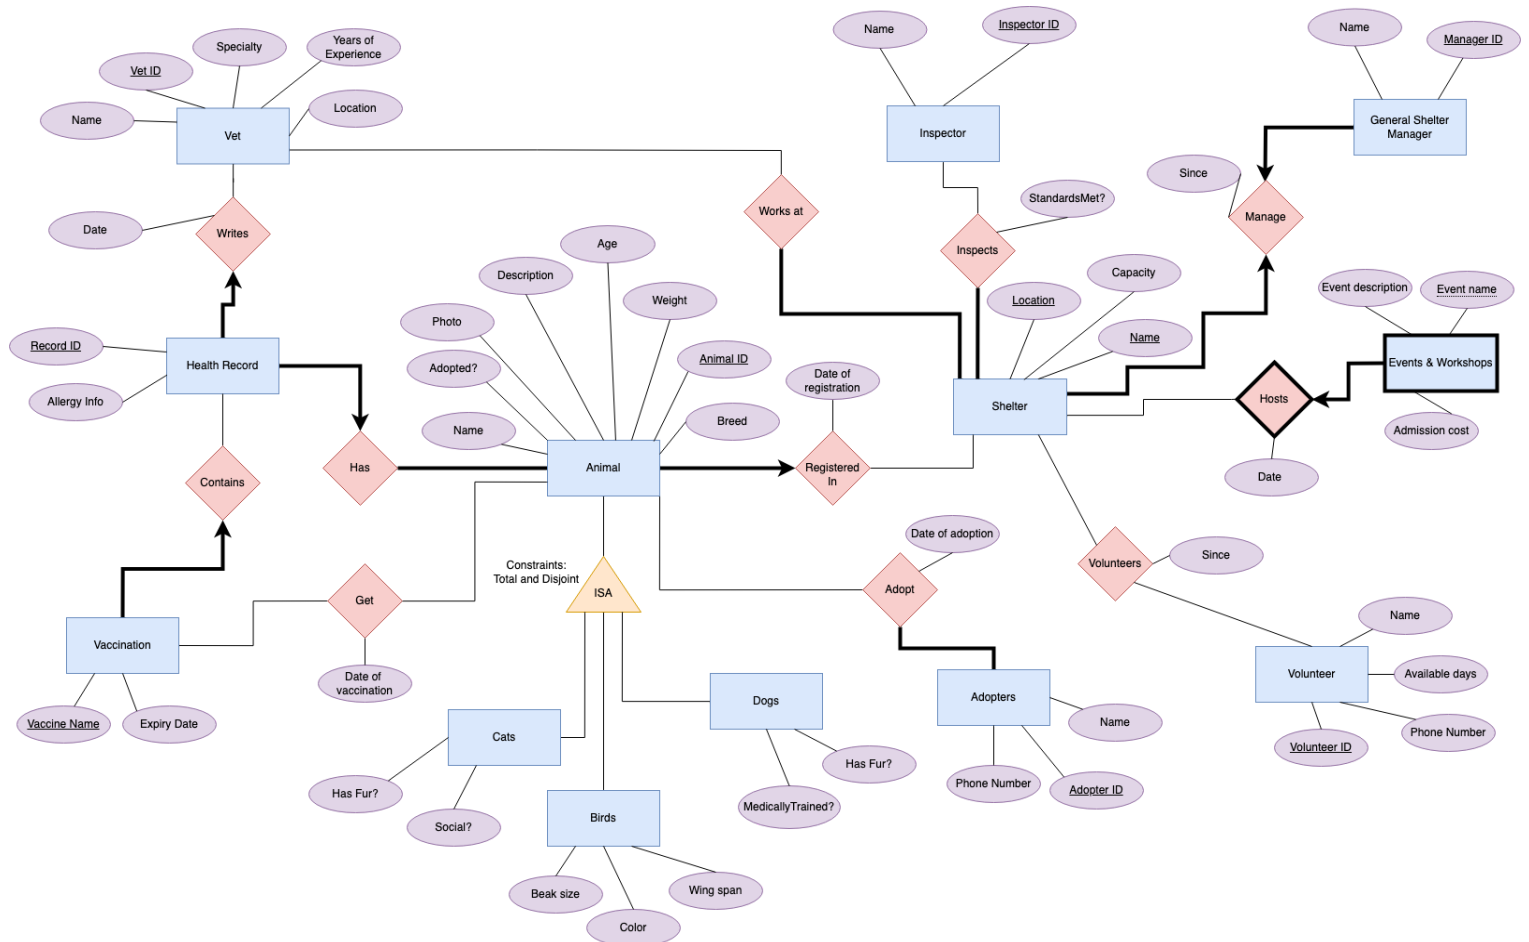 Name
Inspector ID
Name
Manager ID
Specialty
Years of
Experience
Vet ID
Location
Name
Vet
Inspector
General Shelter
Manager
Since
StandardsMet?
Works at
Manage
Date
Writes
Age
Inspects
Description
Capacity
Event description
Event name
Weight
Location
Photo
Name
Record ID
Animal ID
Health Record
Adopted?
Date of
registration
Events & Workshops
Allergy Info
Shelter
Hosts
Breed
Name
Admission cost
Has
Animal
Registered
In
Date
Contains
Date of adoption
Since
Constraints:
Total and Disjoint
Volunteers
Get
ISA
Adopt
Name
Vaccination
Date of
vaccination
Volunteer
Available days
Dogs
Adopters
Vaccine Name
Expiry Date
Cats
Name
Phone Number
Volunteer ID
Has Fur?
Phone Number
Adopter ID
Has Fur?
MedicallyTrained?
Social?
Birds
Beak size
Wing span
Color